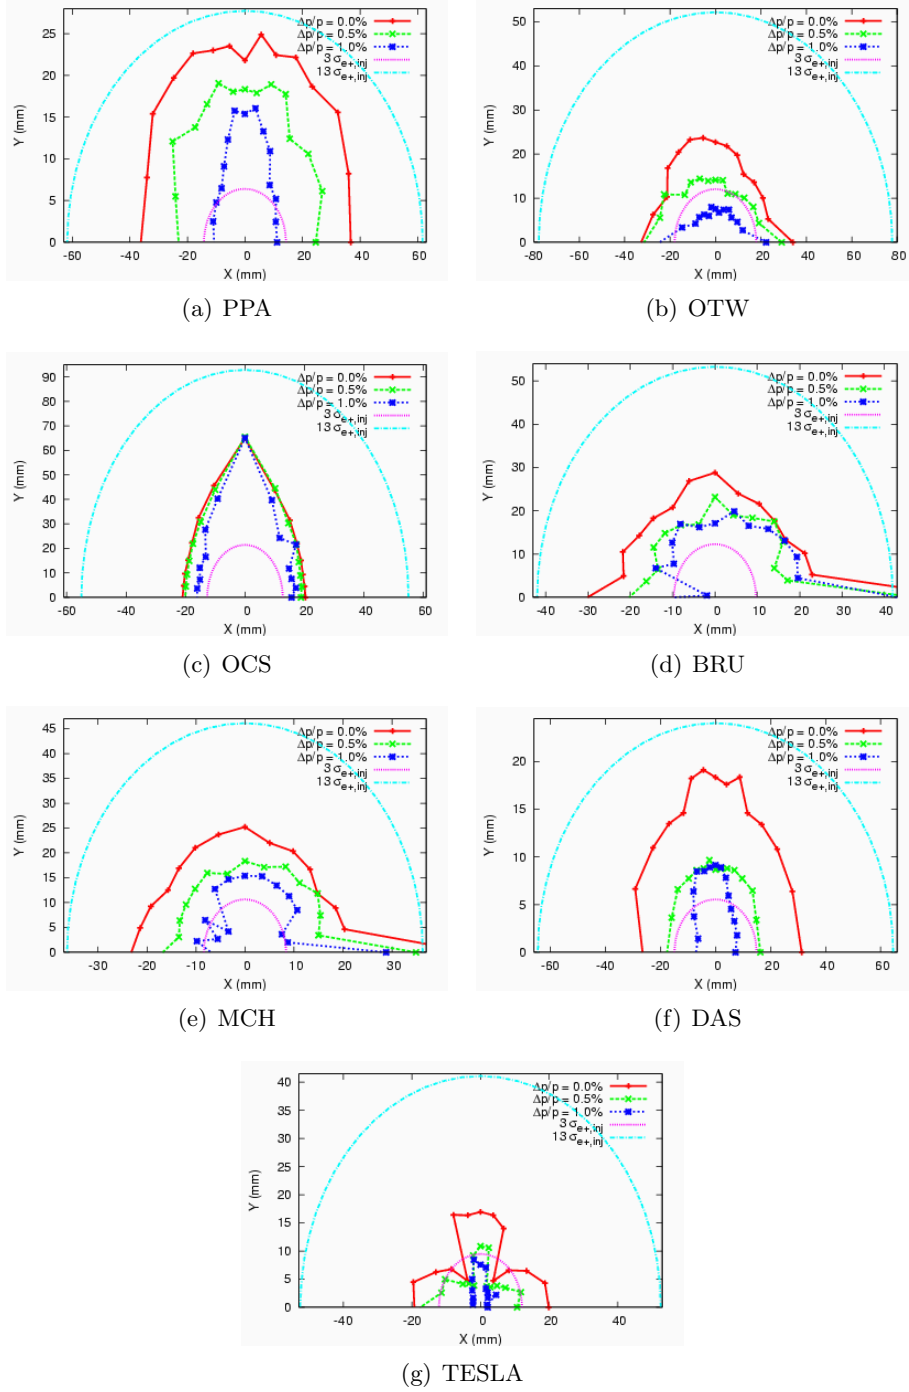 Δp/p = 0.0%
Δp/p = 0.5%
Δp/p = 1.0%
3 σe+,inj
13 σe+,inj
25
20
15
10
5
0
Y (mm)
-60 -40 -20 0 20 40 60
X (mm)
(a) PPA
Δp/p = 0.0%
Δp/p = 0.5%
Δp/p = 1.0%
3 σe+,inj
13 σe+,inj
50
40
30
20
10
0
Y (mm)
-80 -60 -40 -20 0 20 40 60 80
X (mm)
(b) OTW
Δp/p = 0.0%
Δp/p = 0.5%
Δp/p = 1.0%
3 σe+,inj
13 σe+,inj
90
80
70
60
50
40
30
20
10
0
Y (mm)
-60 -40 -20 0 20 40 60
X (mm)
(c) OCS
Δp/p = 0.0%
Δp/p = 0.5%
Δp/p = 1.0%
3 σe+,inj
13 σe+,inj
50
40
30
20
10
0
Y (mm)
-40 -30 -20 -10 0 10 20 30 40
X (mm)
(d) BRU
Δp/p = 0.0%
Δp/p = 0.5%
Δp/p = 1.0%
3 σe+,inj
13 σe+,inj
45
40
35
30
25
20
15
10
5
0
Y (mm)
-30 -20 -10 0 10 20 30
X (mm)
(e) MCH
Δp/p = 0.0%
Δp/p = 0.5%
Δp/p = 1.0%
3 σe+,inj
13 σe+,inj
20
15
10
5
0
Y (mm)
-60 -40 -20 0 20 40 60
X (mm)
(f) DAS
Δp/p = 0.0%
Δp/p = 0.5%
Δp/p = 1.0%
3 σe+,inj
13 σe+,inj
40
35
30
25
20
15
10
5
0
Y (mm)
-40 -20 0 20 40
X (mm)
(g) TESLA